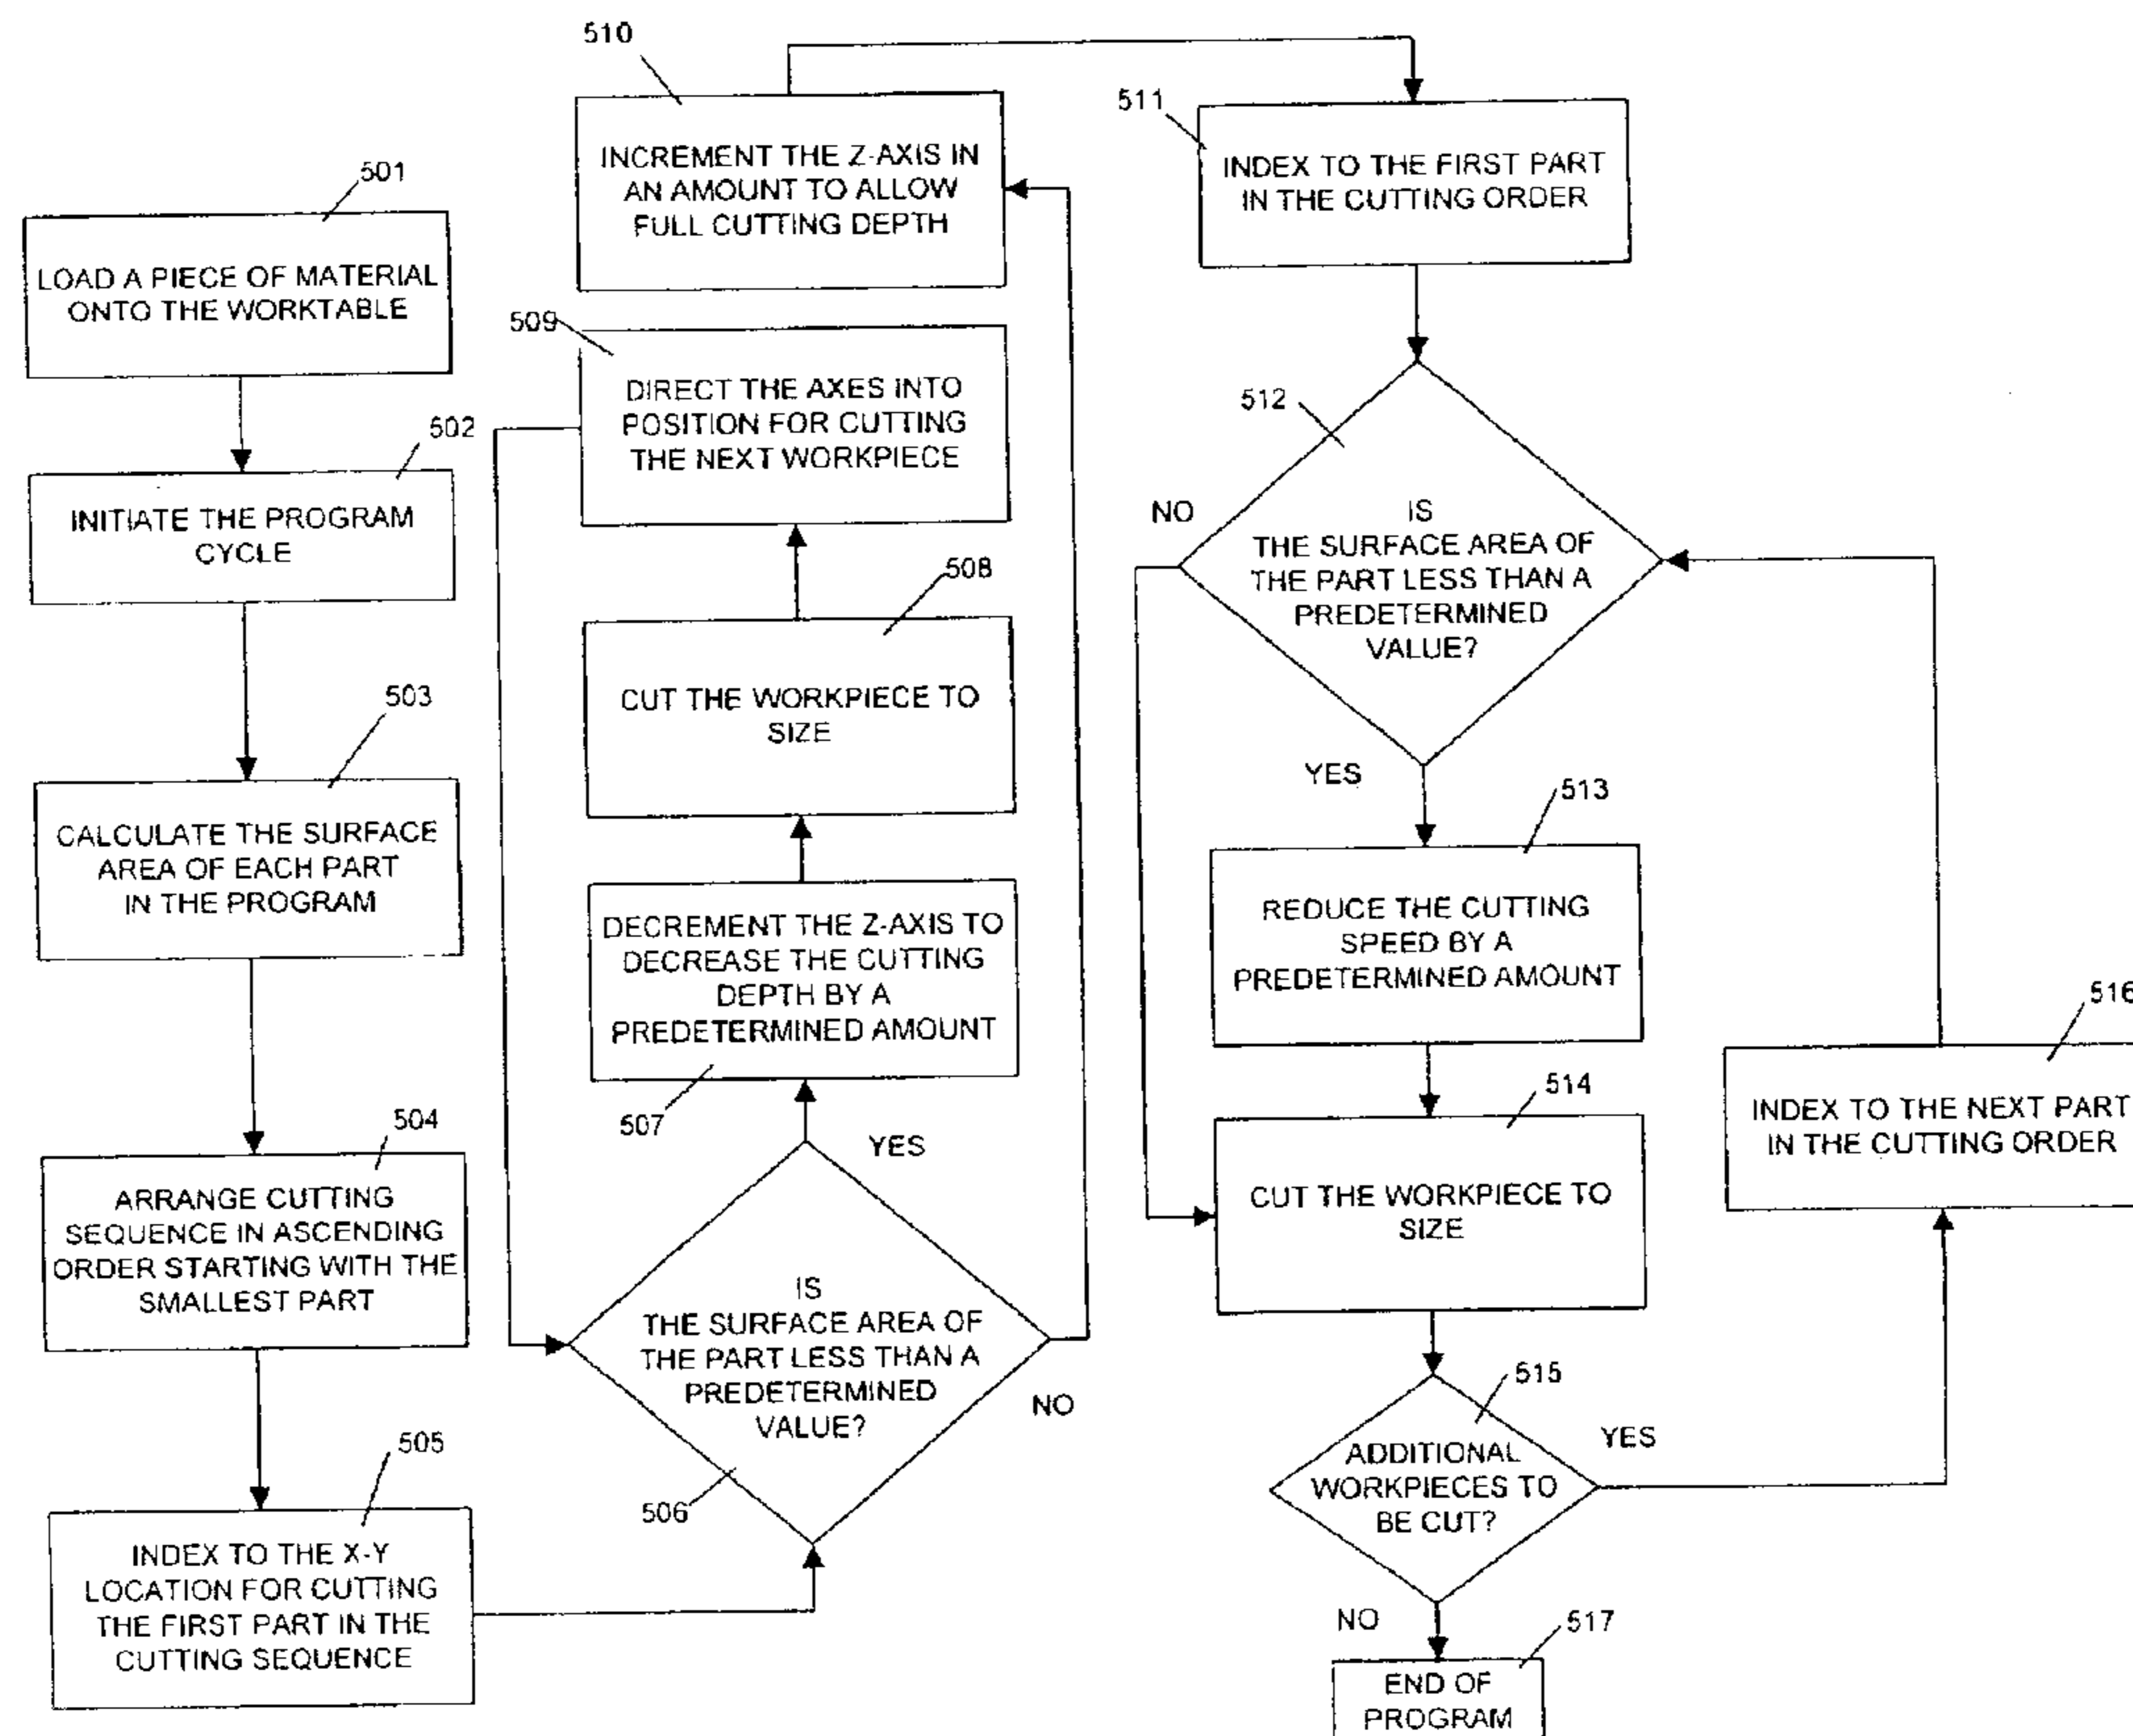 501
LOAD A PIECE OF MATERIAL
ONTO THE WORKTABLE
502
INITIATE THE PROGRAM
CYCLE
503
CALCULATE THE SURFACE
AREA OF EACH PART
IN THE PROGRAM
504
ARRANGE CUTTING
SEQUENCE IN ASCENDING
ORDER STARTING WITH THE
SMALLEST PART
505
INDEX TO THE X-Y
LOCATION FOR CUTTING
THE FIRST PART IN THE
CUTTING SEQUENCE
510
INCREMENT THE Z-AXIS IN
AN AMOUNT TO ALLOW
FULL CUTTING DEPTH
509
DIRECT THE AXES INTO
POSITION FOR CUTTING
THE NEXT WORKPIECE
508
CUT THE WORKPIECE TO
SIZE
DECREMENT THE Z-AXIS TO
DECREASE THE CUTTING
DEPTH BY A
PREDETERMINED AMOUNT
507
YES
IS
THE SURFACE AREA OF
THE PART LESS THAN A
PREDETERMINED
VALUE?
NO
506
511
INDEX TO THE FIRST PART
IN THE CUTTING ORDER
512
NO
IS
THE SURFACE AREA OF
THE PART LESS THAN A
PREDETERMINED
VALUE?
YES
513
REDUCE THE CUTTING
SPEED BY A
PREDETERMINED AMOUNT
514
CUT THE WORKPIECE TO
SIZE
515
ADDITIONAL
WORKPIECES TO
BE CUT?
YES
516
INDEX TO THE NEXT PART
IN THE CUTTING ORDER
NO
517
END OF
PROGRAM